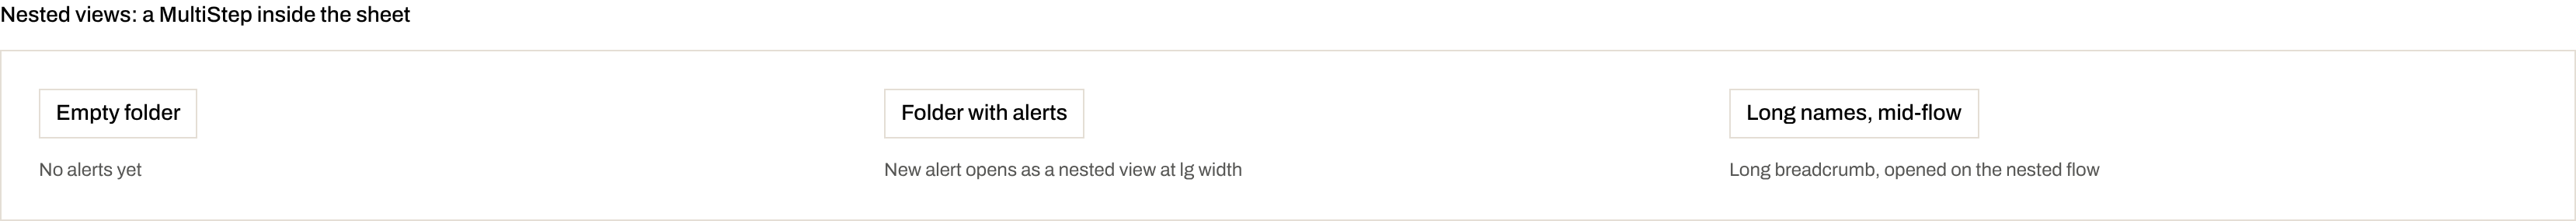 Nested views: a MultiStep inside the sheet
Empty folder
No alerts yet
Folder with alerts
New alert opens as a nested view at lg width
Long names, mid-flow
Long breadcrumb, opened on the nested flow